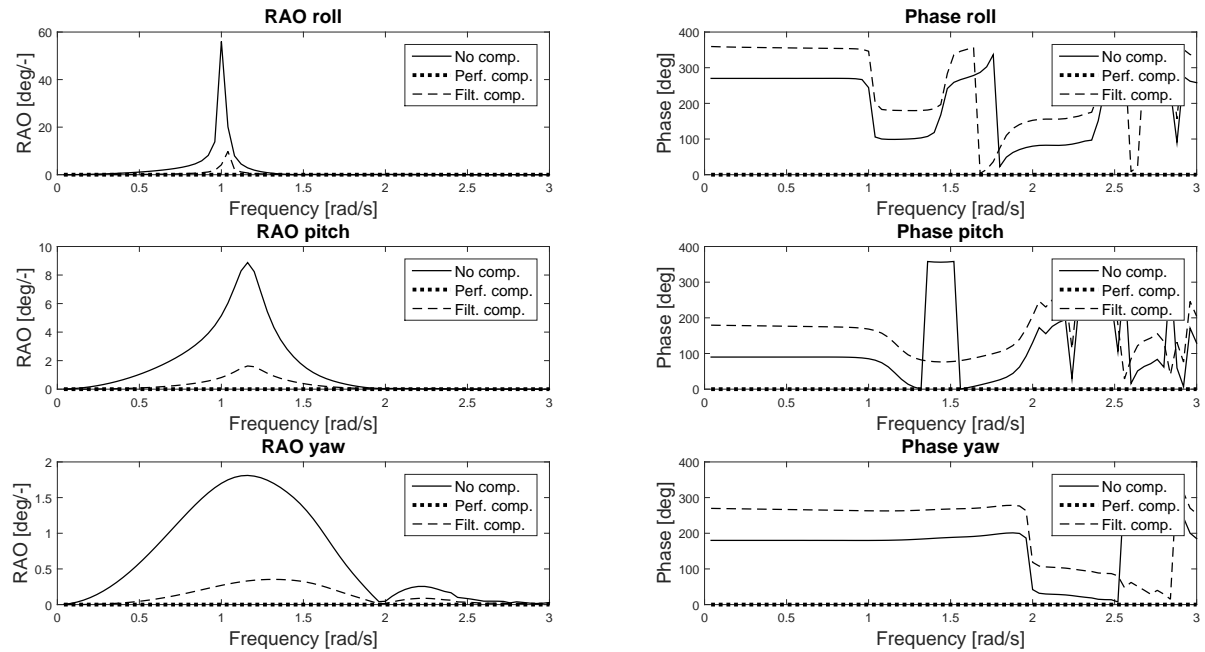 RAO roll
RAO [deg/-]
60
40
20
0
0 0.5 1 1.5 2 2.5 3
Frequency [rad/s]
No comp.
Perf. comp.
Filt. comp.
Phase roll
Phase [deg]
400
300
200
100
0
0.5 1 1.5 2 2.5 3
Frequency [rad/s]
No comp.
Perf. comp.
Filt. comp.
RAO pitch
RAO [deg/-]
10
8
6
4
2
0
0 0.5 1 1.5 2 2.5 3
Frequency [rad/s]
No comp.
Perf. comp.
Filt. comp.
Phase pitch
Phase [deg]
400
300
200
100
0
0.5 1 1.5 2 2.5 3
Frequency [rad/s]
No comp.
Perf. comp.
Filt. comp.
RAO yaw
RAO [deg/-]
2
1.5
1
0.5
0
0 0.5 1 1.5 2 2.5 3
Frequency [rad/s]
No comp.
Perf. comp.
Filt. comp.
Phase yaw
Phase [deg]
400
300
200
100
0
0.5 1 1.5 2 2.5 3
Frequency [rad/s]
No comp.
Perf. comp.
Filt. comp.